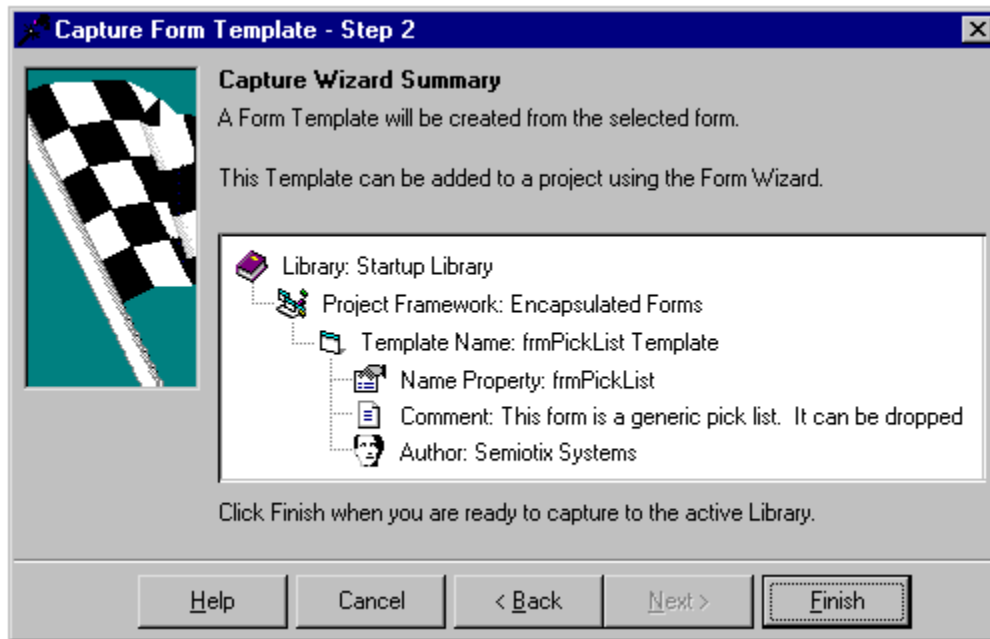 Capture Form Template - Step 2
Capture Wizard Summary
A Form Template will be created from the selected form.
This Template can be added to a project using the Form Wizard.
Library: Startup Library
Project Framework: Encapsulated Forms
Template Name: frmPickList Template
Name Property: frmPickList
Comment: This form is a generic pick list.  It can be dropped
Author: Semiotix Systems
Click Finish when you are ready to capture to the active Library.
Help
Cancel
< Back
Next >
Finish